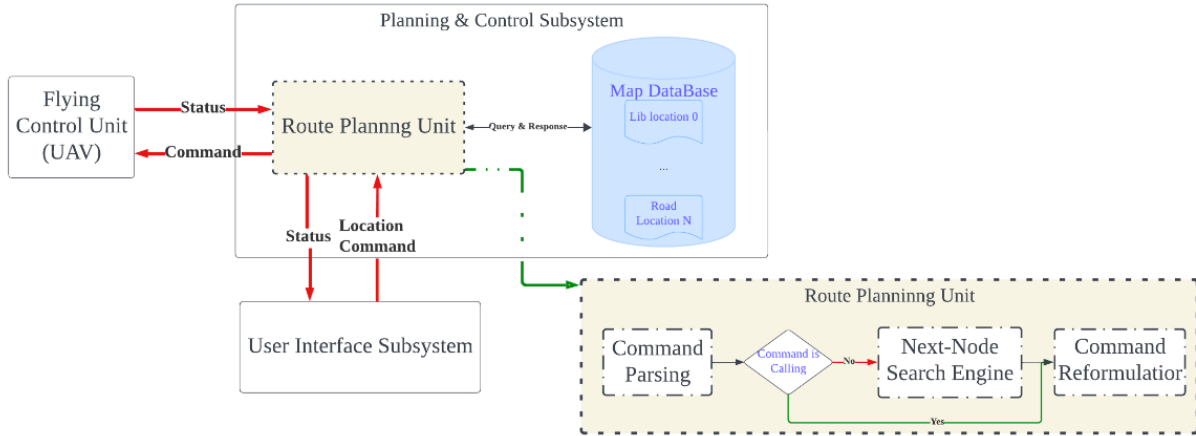 Planning & Control Subsystem
Flying
Control Unit
(UAV)
Status
Command
Route Plannng Unit
Query & Response
Map DataBase
Lib location 0
...
Road
Location N
Status
Location
Command
User Interface Subsystem
Route Planninng Unit
Command
Parsing
Command is
Calling
No
Next-Node
Search Engine
Command
Reformulatior
Yes